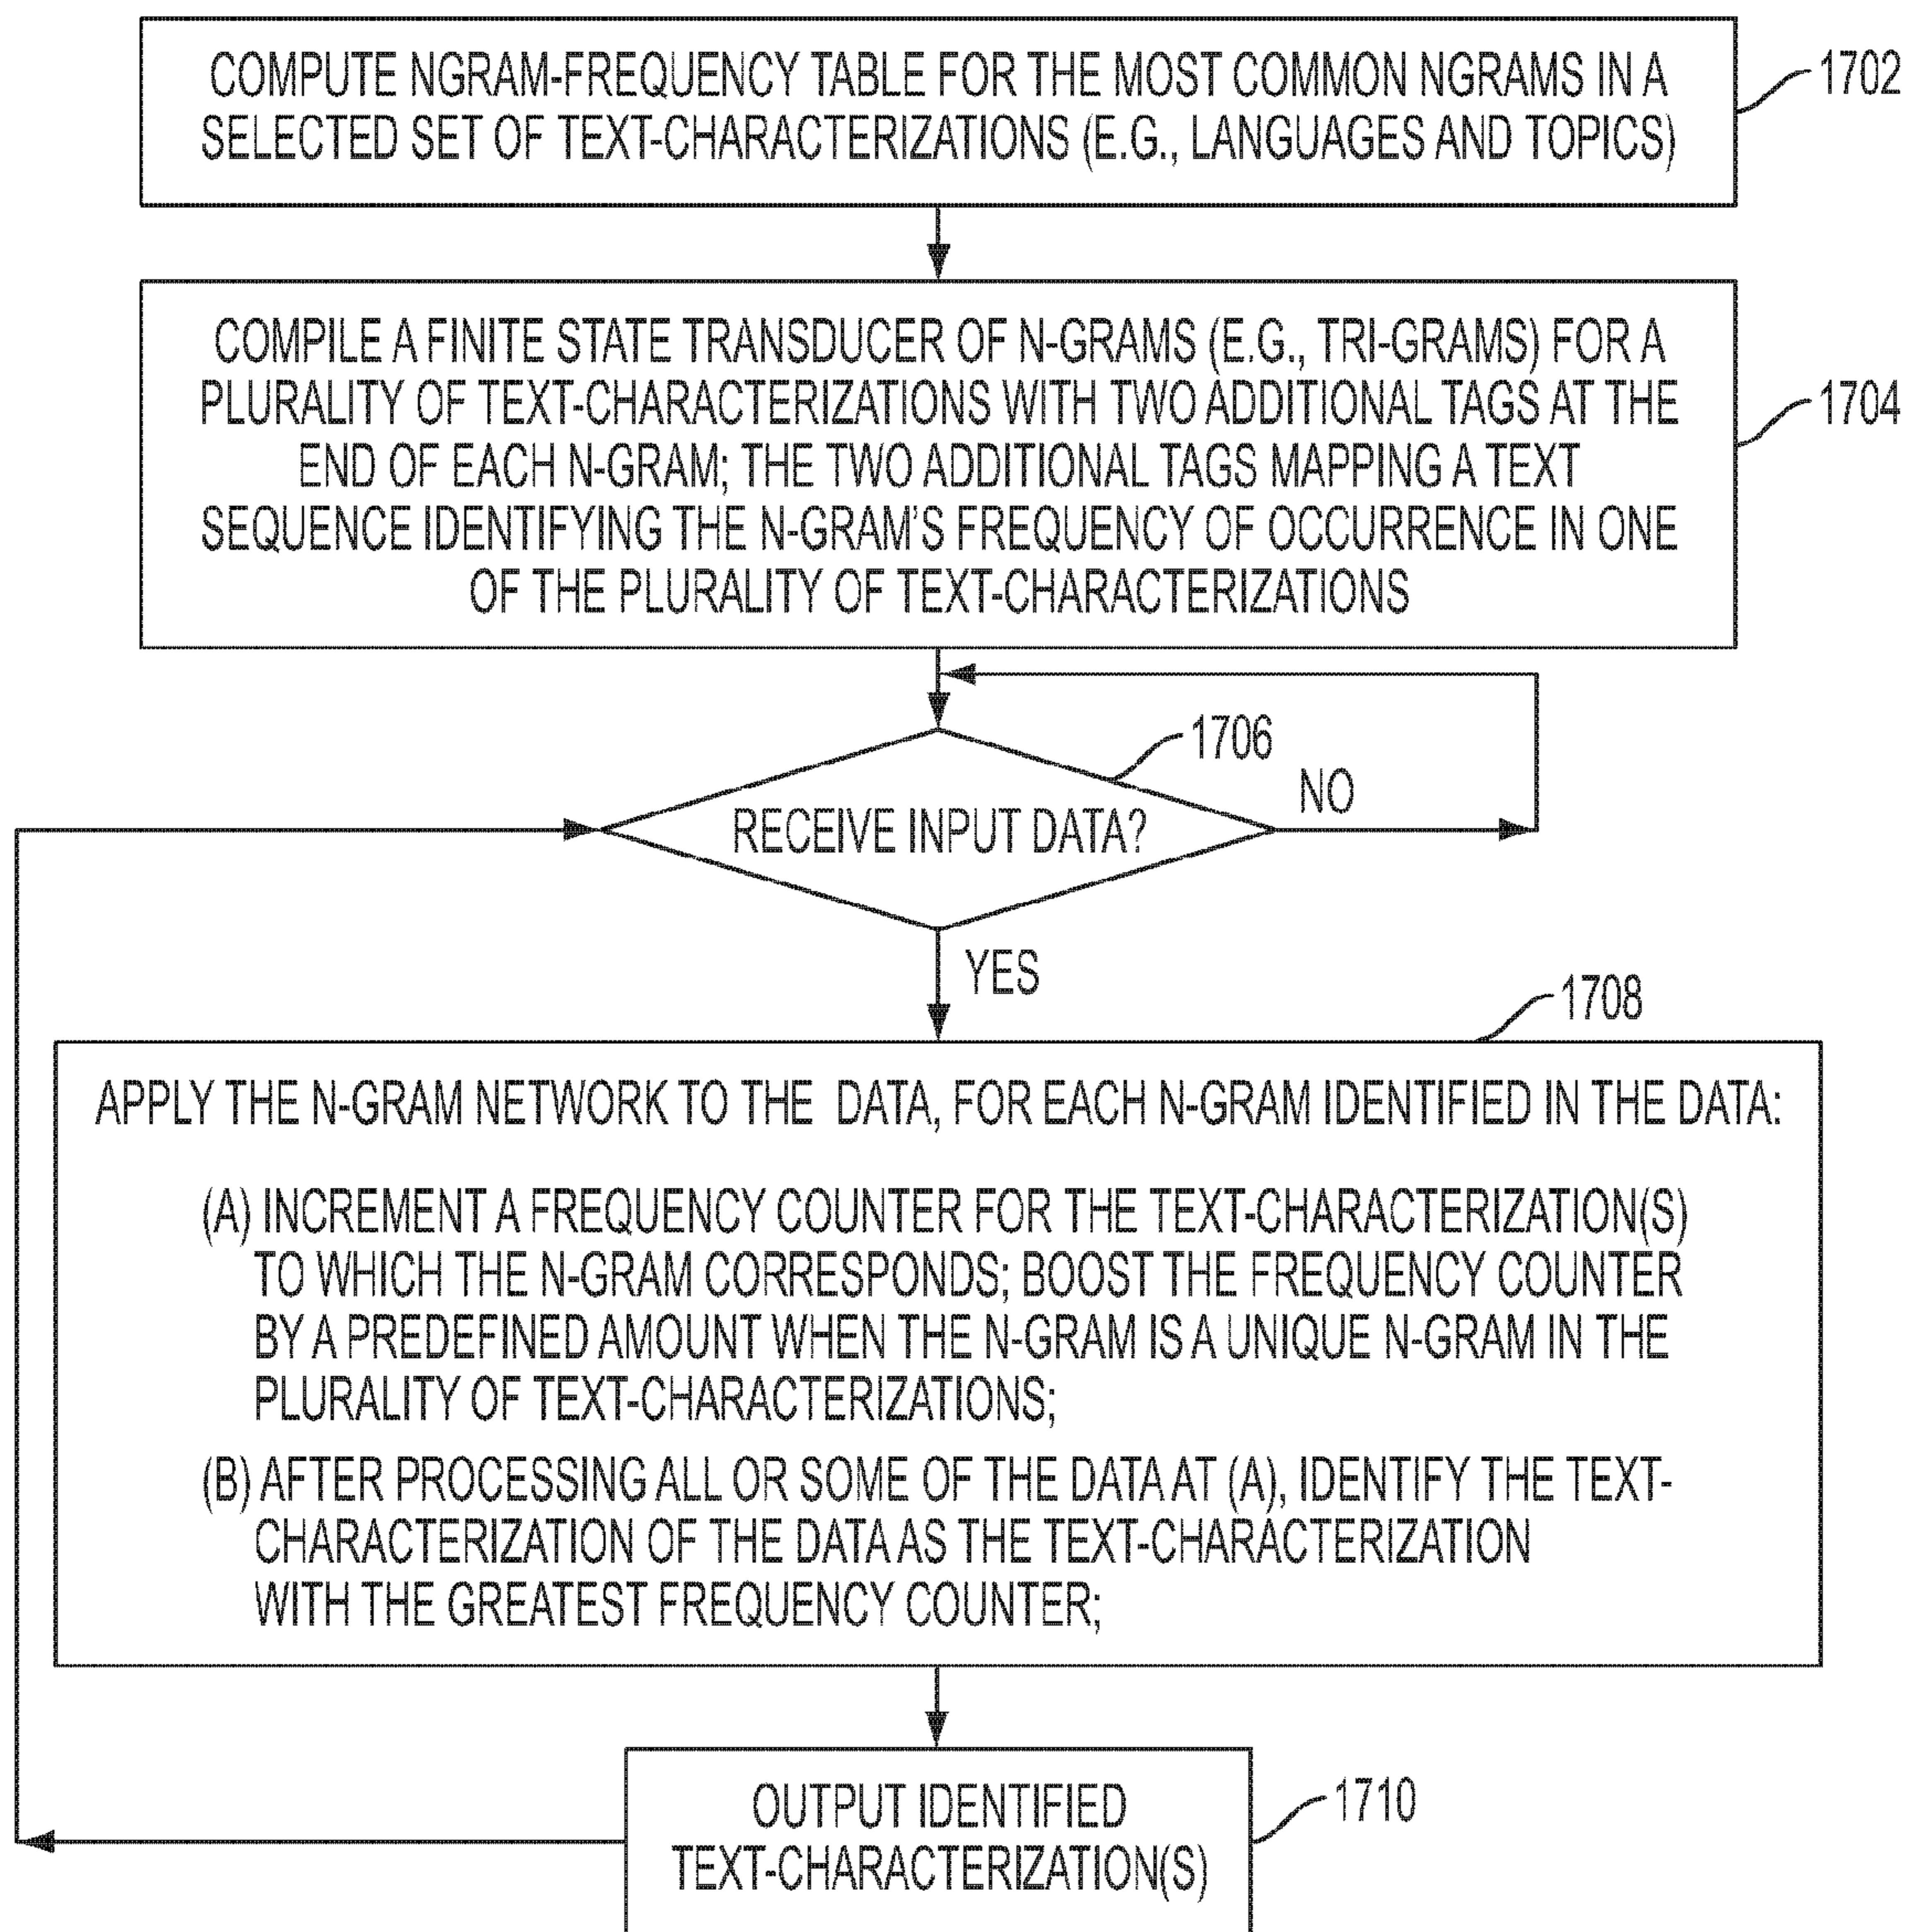 COMPUTE NGRAM-FREQUENCY TABLE FOR THE MOST COMMON NGRAMS IN A
SELECTED SET OF TEXT-CHARACTERIZATIONS (E.G., LANGUAGES AND TOPICS)
1702
COMPILE A FINITE STATE TRANSDUCER OF N-GRAMS (E.G., TRI-GRAMS) FOR A
PLURALITY OF TEXT-CHARACTERIZATIONS WITH TWO ADDITIONAL TAGS AT THE
END OF EACH N-GRAM; THE TWO ADDITIONAL TAGS MAPPING A TEXT
SEQUENCE IDENTIFYING THE N-GRAM'S FREQUENCY OF OCCURRENCE IN ONE
OF THE PLURALITY OF TEXT-CHARACTERIZATIONS
1704
1706
NO
RECEIVE INPUT DATA?
YES
1708
APPLY THE N-GRAM NETWORK TO THE DATA, FOR EACH N-GRAM IDENTIFIED IN THE DATA:
(A) INCREMENT A FREQUENCY COUNTER FOR THE TEXT-CHARACTERIZATION(S)
TO WHICH THE N-GRAM CORRESPONDS; BOOST THE FREQUENCY COUNTER
BY A PREDEFINED AMOUNT WHEN THE N-GRAM IS A UNIQUE N-GRAM IN THE
PLURALITY OF TEXT-CHARACTERIZATIONS;
(B) AFTER PROCESSING ALL OR SOME OF THE DATA AT (A), IDENTIFY THE TEXT-
CHARACTERIZATION OF THE DATA AS THE TEXT-CHARACTERIZATION
WITH THE GREATEST FREQUENCY COUNTER;
OUTPUT IDENTIFIED
TEXT-CHARACTERIZATION(S)
1710